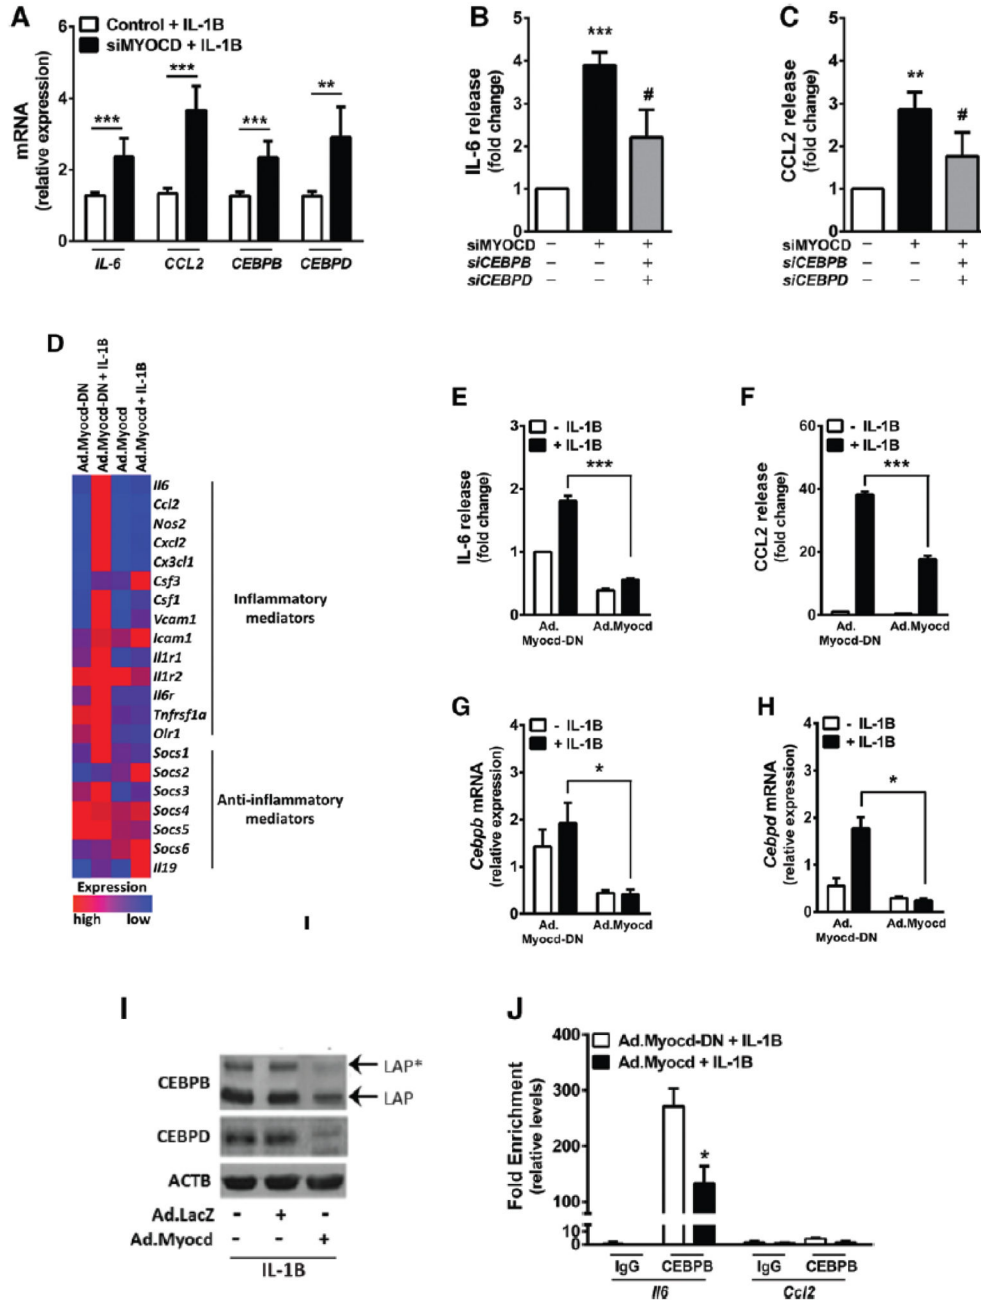 A
6
4
2
0
mRNA
(relative expression)
Control + IL-1B
siMYOCD + IL-1B
***
***
***
**
IL-6 CCL2 CEBPB CEBPD
B
5
4
3
2
1
0
IL-6 release
(fold change)
***
#
siMYOCD − + +
siCEBPB − − +
siCEBPD − − +
C
5
4
3
2
1
0
CCL2 release
(fold change)
**
#
siMYOCD − + +
siCEBPB − − +
siCEBPD − − +
D
Ad.Myocd-DN
Ad.Myocd-DN + IL-1B
Ad.Myocd
Ad.Myocd + IL-1B
Il6
Ccl2
Nos2
Cxcl2
Cx3cl1
Csf3
Csf1
Vcam1
Icam1
Il1r1
Il1r2
Il6r
Tnfrsf1a
Olr1
Socs1
Socs2
Socs3
Socs4
Socs5
Socs6
Il19
Inflammatory
mediators
Anti-inflammatory
mediators
Expression
high low
I
E
3
2
1
0
IL-6 release
(fold change)
- IL-1B
+ IL-1B
***
Ad.
Myocd-DN
Ad.Myocd
F
60
40
20
0
CCL2 release
(fold change)
- IL-1B
+ IL-1B
***
Ad.
Myocd-DN
Ad.Myocd
G
4
3
2
1
0
Cebpb mRNA
(relative expression)
- IL-1B
+ IL-1B
*
Ad.
Myocd-DN
Ad.Myocd
H
4
3
2
1
0
Cebpd mRNA
(relative expression)
- IL-1B
+ IL-1B
*
Ad.
Myocd-DN
Ad.Myocd
I
CEBPB
LAP*
LAP
CEBPD
ACTB
Ad.LacZ - + -
Ad.Myocd - - +
IL-1B
J
400
300
200
100
10
0
Fold Enrichment
(relative levels)
Ad.Myocd-DN + IL-1B
Ad.Myocd + IL-1B
*
IgG CEBPB IgG CEBPB
Il6 Ccl2